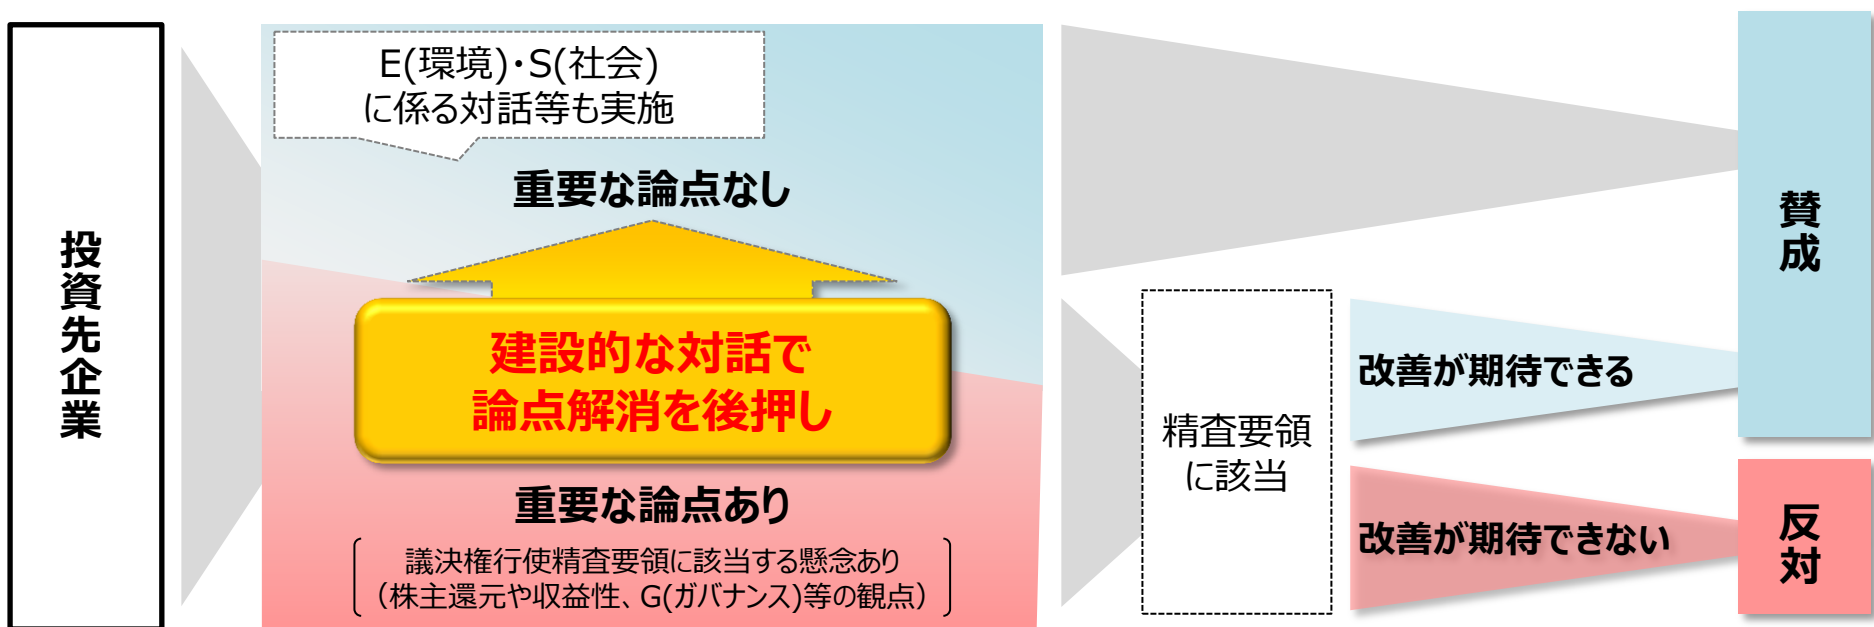 投資先企業
E(環境)・S(社会)
に係る対話等も実施
重要な論点なし
建設的な対話で
論点解消を後押し
重要な論点あり
議決権行使精査要領に該当する懸念あり
（株主還元や収益性、G(ガバナンス)等の観点）
精査要領
に該当
改善が期待できる
改善が期待できない
賛成
反対